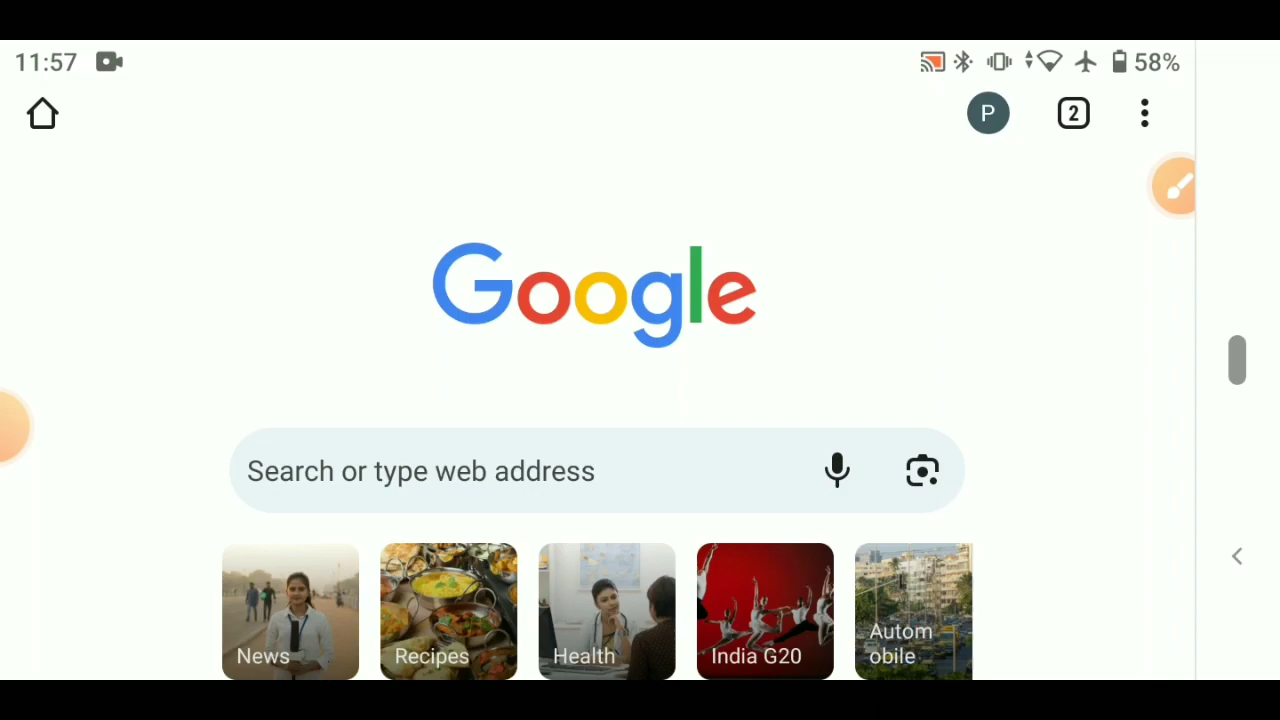 11:57
58%
P
2
Google
Search or type web address
News
Recipes
Health
India G20
Autom
obile